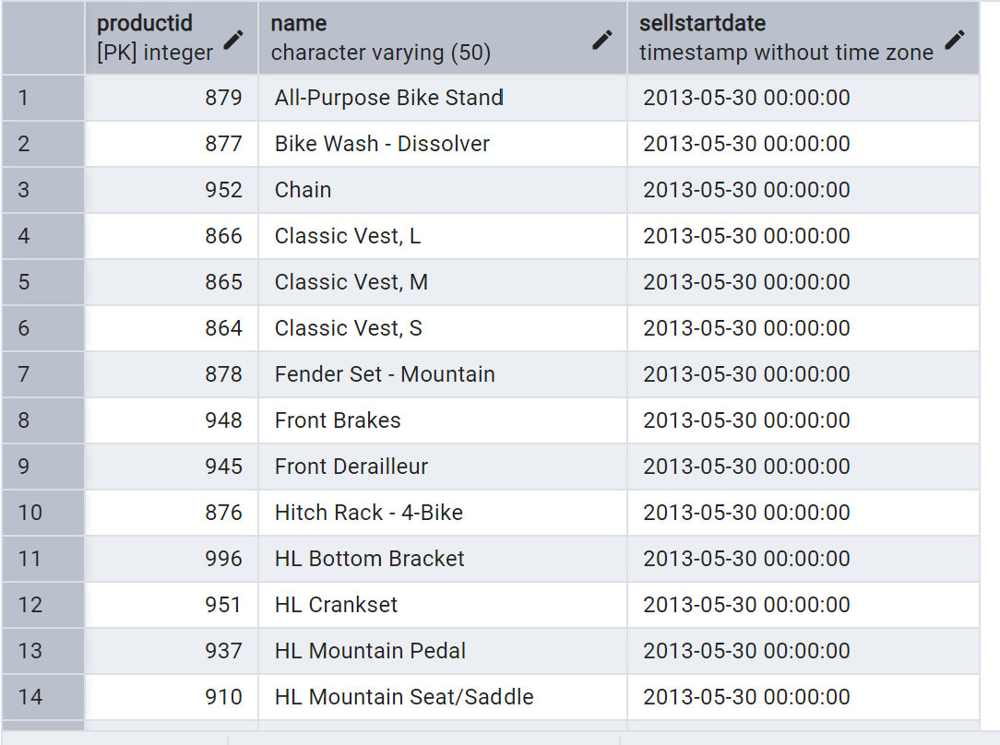 productid name sellstartdate
[PK] integer character varying (50) timestamp without time zone
1 879 All-Purpose Bike Stand 2013-05-30 00:00:00
2 877 Bike Wash - Dissolver 2013-05-30 00:00:00
3 952 Chain 2013-05-30 00:00:00
4 866 Classic Vest, L 2013-05-30 00:00:00
5 865 Classic Vest, M 2013-05-30 00:00:00
6 864 Classic Vest, S 2013-05-30 00:00:00
7 878 Fender Set - Mountain 2013-05-30 00:00:00
8 948 Front Brakes 2013-05-30 00:00:00
9 945 Front Derailleur 2013-05-30 00:00:00
10 876 Hitch Rack - 4-Bike 2013-05-30 00:00:00
11 996 HL Bottom Bracket 2013-05-30 00:00:00
12 951 HL Crankset 2013-05-30 00:00:00
13 937 HL Mountain Pedal 2013-05-30 00:00:00
14 910 HL Mountain Seat/Saddle 2013-05-30 00:00:00